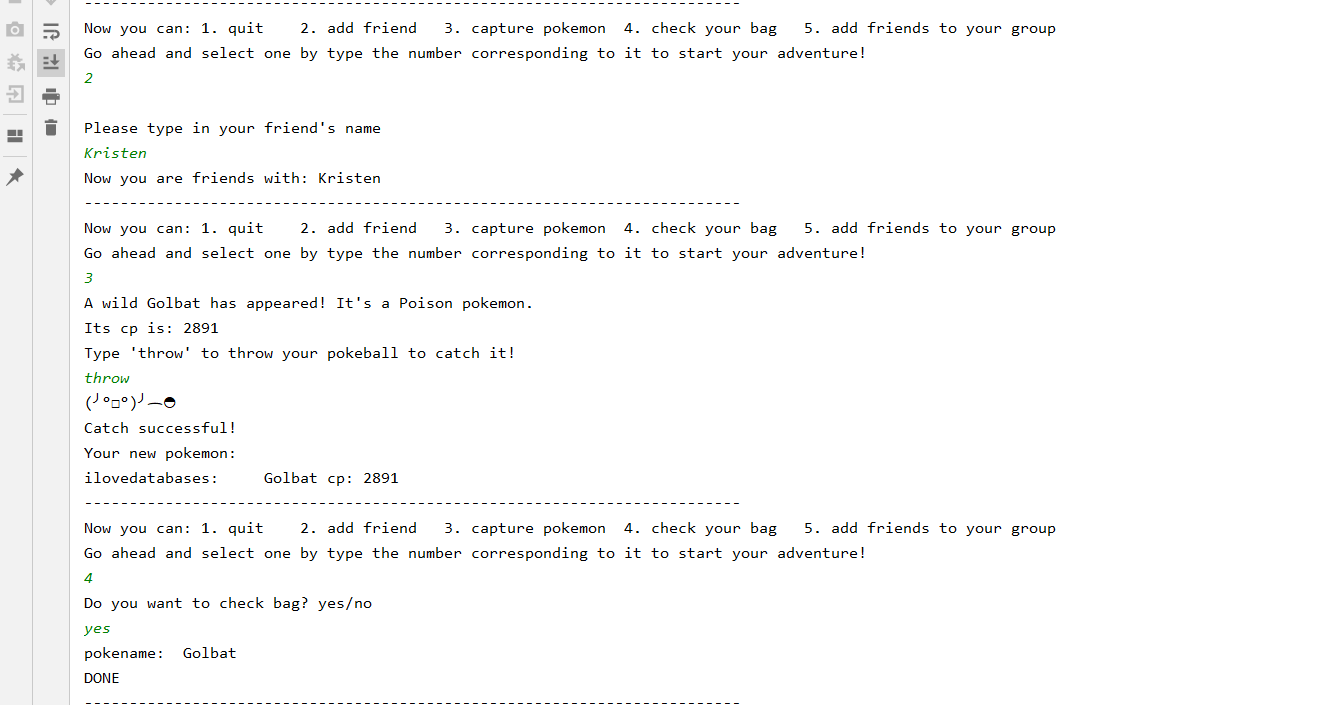 Now you can: 1. quit    2. add friend   3. capture pokemon  4. check your bag   5. add friends to your group
Go ahead and select one by type the number corresponding to it to start your adventure!
2
Please type in your friend's name
Kristen
Now you are friends with: Kristen
-------------------------------------------------------------------------
Now you can: 1. quit    2. add friend   3. capture pokemon  4. check your bag   5. add friends to your group
Go ahead and select one by type the number corresponding to it to start your adventure!
3
A wild Golbat has appeared! It's a Poison pokemon.
Its cp is: 2891
Type 'throw' to throw your pokeball to catch it!
throw
(╯°□°)╯︵◓
Catch successful!
Your new pokemon:
ilovedatabases:     Golbat cp: 2891
-------------------------------------------------------------------------
Now you can: 1. quit    2. add friend   3. capture pokemon  4. check your bag   5. add friends to your group
Go ahead and select one by type the number corresponding to it to start your adventure!
4
Do you want to check bag? yes/no
yes
pokename:  Golbat
DONE
-------------------------------------------------------------------------